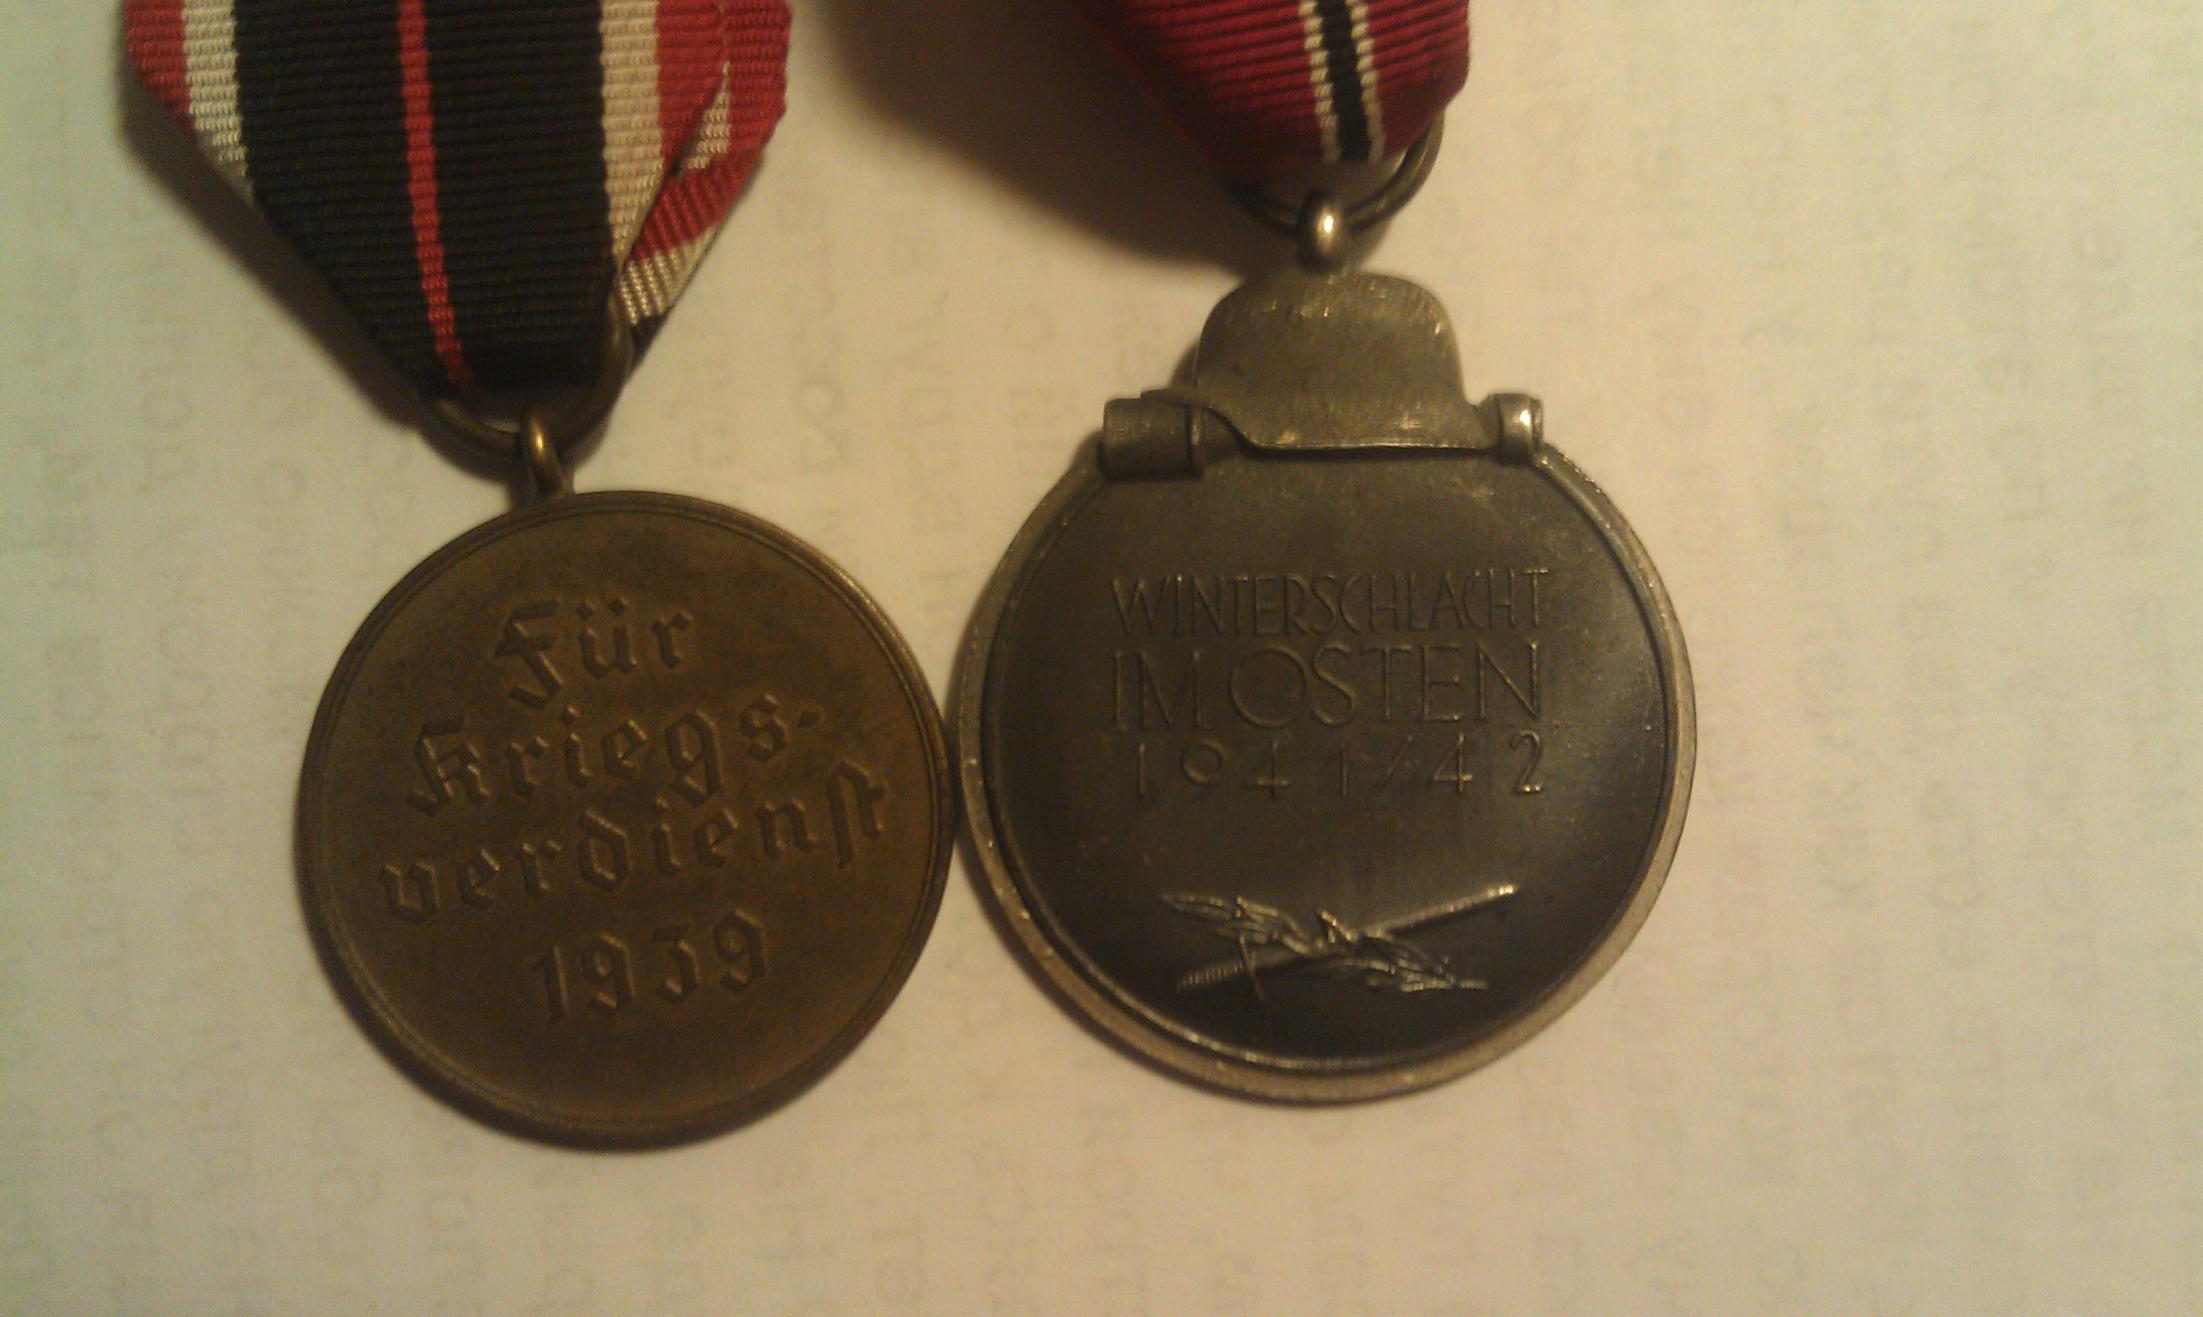 Für
Kriegs-
verdienst
1939
WINTERSCHLACHT
IM OSTEN
1941/42